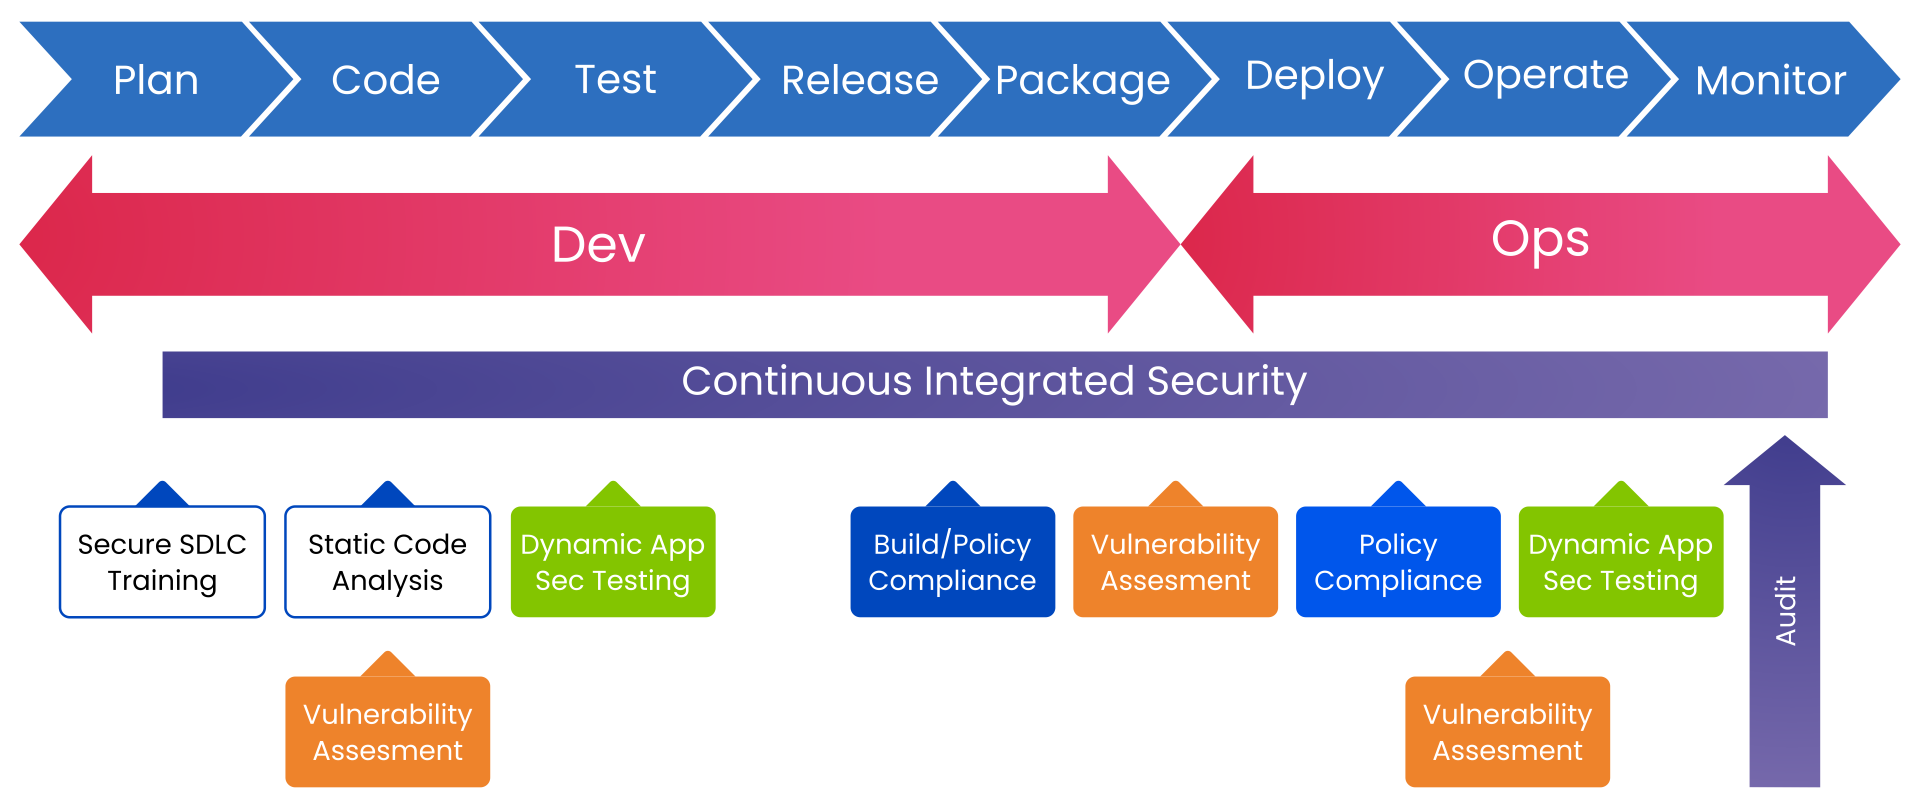 Plan
Code
Test
Release
Package
Deploy
Operate
Monitor
Dev
Ops
Continuous Integrated Security
Secure SDLC
Training
Static Code
Analysis
Dynamic App
Sec Testing
Build/Policy
Compliance
Vulnerability
Assesment
Policy
Compliance
Dynamic App
Sec Testing
Audit
Vulnerability
Assesment
Vulnerability
Assesment